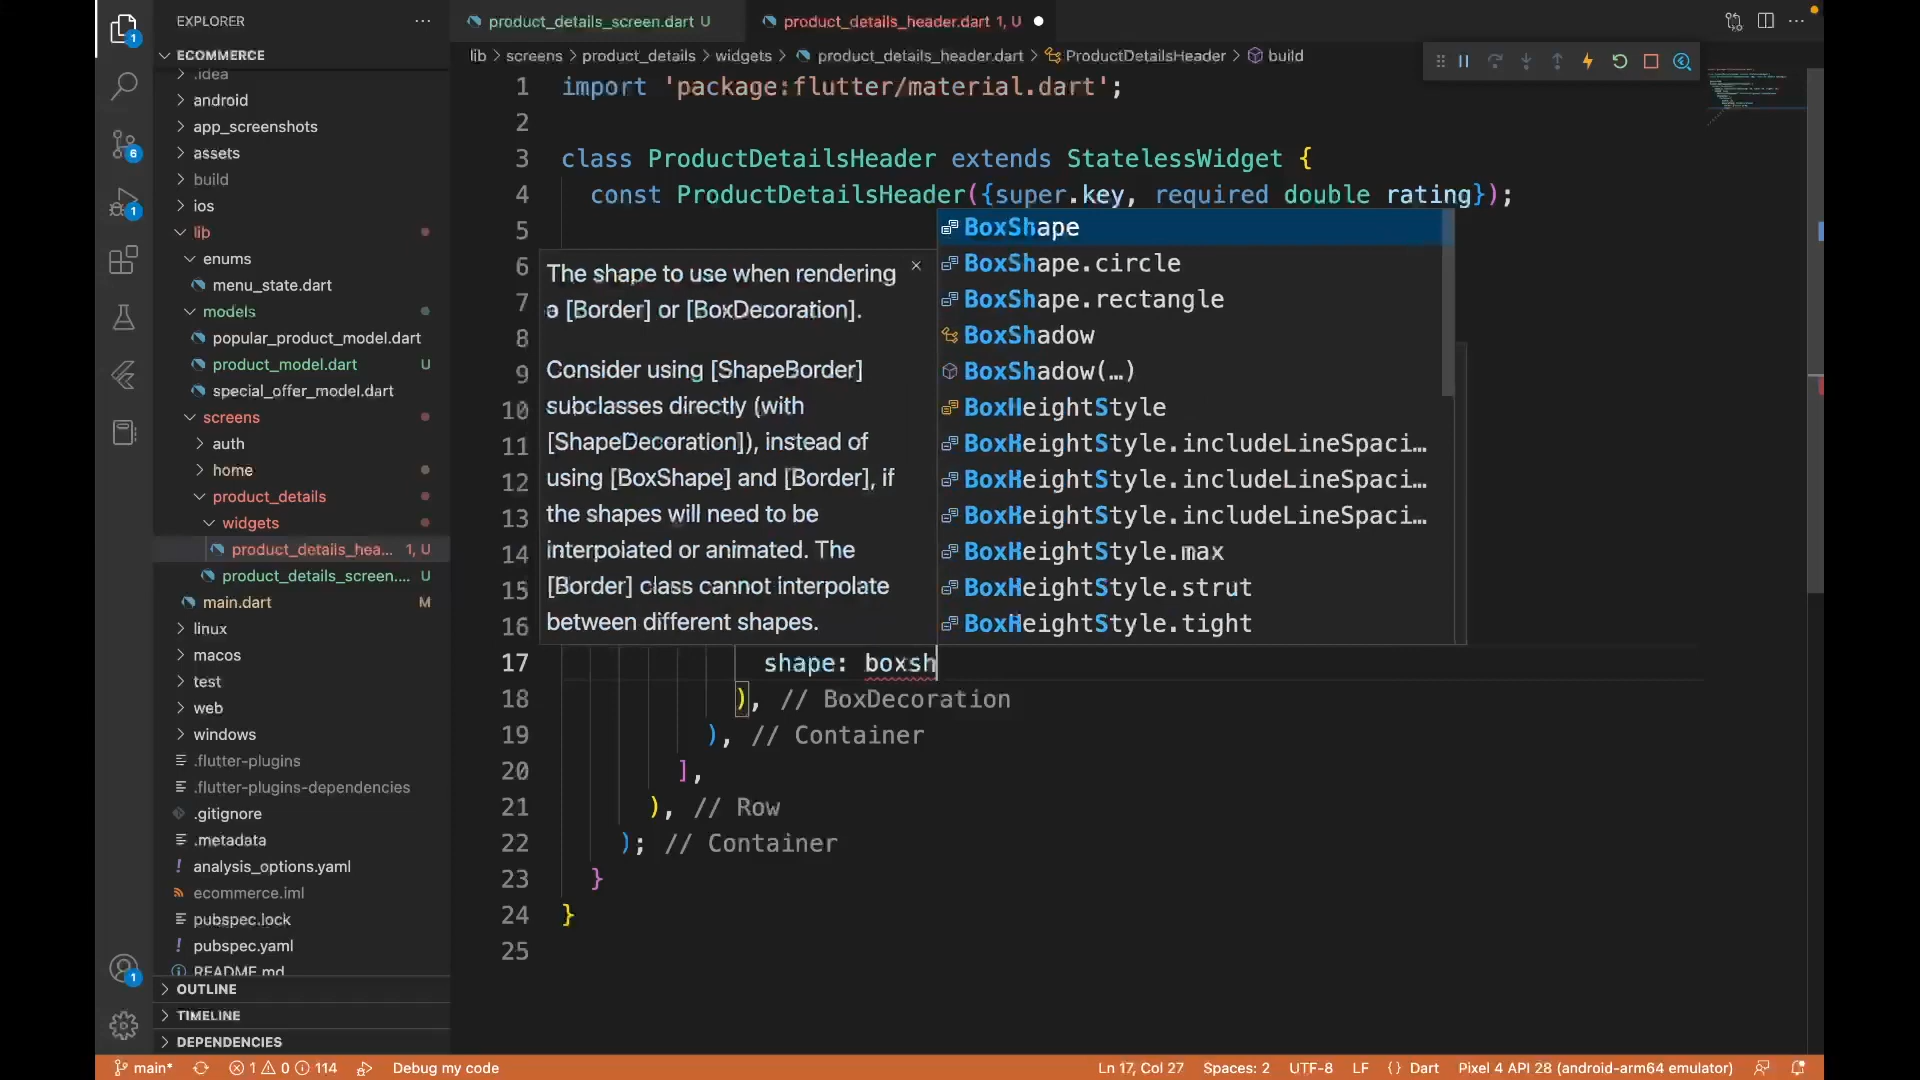 EXPLORER
ECOMMERCE
.idea
android
app_screenshots
assets
build
ios
lib
enums
menu_state.dart
models
popular_product_model.dart
product_model.dart U
special_offer_model.dart
screens
auth
home
product_details
widgets
product_details_hea... 1, U
product_details_screen.... U
main.dart M
linux
macos
test
web
windows
.flutter-plugins
.flutter-plugins-dependencies
.gitignore
.metadata
analysis_options.yaml
ecommerce.iml
pubspec.lock
pubspec.yaml
README.md
OUTLINE
TIMELINE
DEPENDENCIES
1
6
1
1
product_details_screen.dart U
product_details_header.dart 1, U
lib > screens > product_details > widgets > product_details_header.dart > ProductDetailsHeader > build
1 import 'package:flutter/material.dart';
2
3 class ProductDetailsHeader extends StatelessWidget {
4 const ProductDetailsHeader({super.key, required double rating});
5
6
7
8
9
10
11
12
13
14
15
16
The shape to use when rendering
a [Border] or [BoxDecoration].
Consider using [ShapeBorder]
subclasses directly (with
[ShapeDecoration]), instead of
using [BoxShape] and [Border], if
the shapes will need to be
interpolated or animated. The
[Border] class cannot interpolate
between different shapes.
BoxShape
BoxShape.circle
BoxShape.rectangle
BoxShadow
BoxShadow(…)
BoxHeightStyle
BoxHeightStyle.includeLineSpaci…
BoxHeightStyle.includeLineSpaci…
BoxHeightStyle.includeLineSpaci…
BoxHeightStyle.max
BoxHeightStyle.strut
BoxHeightStyle.tight
17 shape: boxsh
18 ), // BoxDecoration
19 ), // Container
20 ],
21 ), // Row
22 ); // Container
23 }
24 }
25
main* 1 0 114 Debug my code Ln 17, Col 27 Spaces: 2 UTF-8 LF {} Dart Pixel 4 API 28 (android-arm64 emulator)